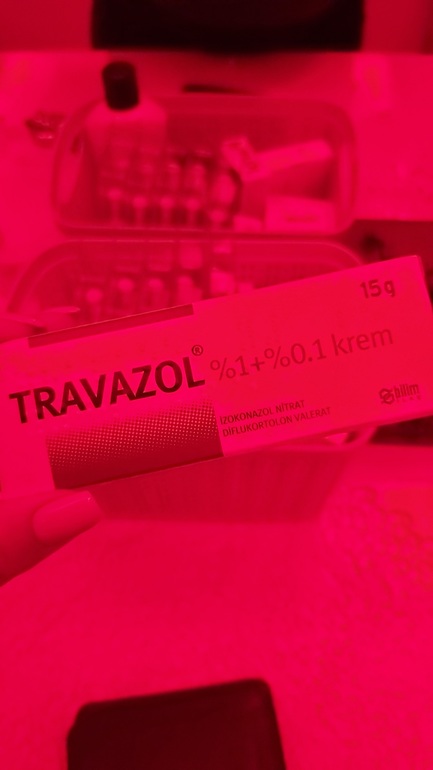 15 g
TRAVAZOL® %1+%0.1 krem
İZOKONAZOL NİTRAT
DİFLUKORTOLON VALERAT
bilim